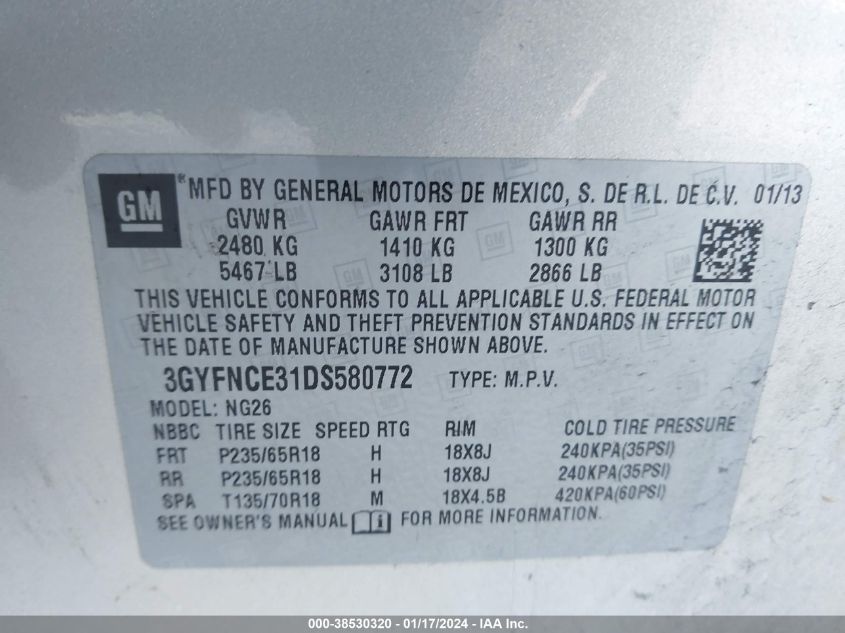 GM ® MFD BY GENERAL MOTORS DE MEXICO, S. DE R.L. DE C.V. 01/13
GVWR GAWR FRT GAWR RR
2480 KG 1410 KG 1300 KG
5467 LB 3108 LB 2866 LB
THIS VEHICLE CONFORMS TO ALL APPLICABLE U.S. FEDERAL MOTOR
VEHICLE SAFETY AND THEFT PREVENTION STANDARDS IN EFFECT ON
THE DATE OF MANUFACTURE SHOWN ABOVE.
3GYFNCE31DS580772 TYPE: M.P.V.
MODEL: NG26
NBBC TIRE SIZE SPEED RTG RIM COLD TIRE PRESSURE
FRT P235/65R18 H 18X8J 240KPA(35PSI)
RR P235/65R18 H 18X8J 240KPA(35PSI)
SPA T135/70R18 M 18X4.5B 420KPA(60PSI)
SEE OWNER'S MANUAL i FOR MORE INFORMATION.
000-38530320 - 01/17/2024 - IAA Inc.